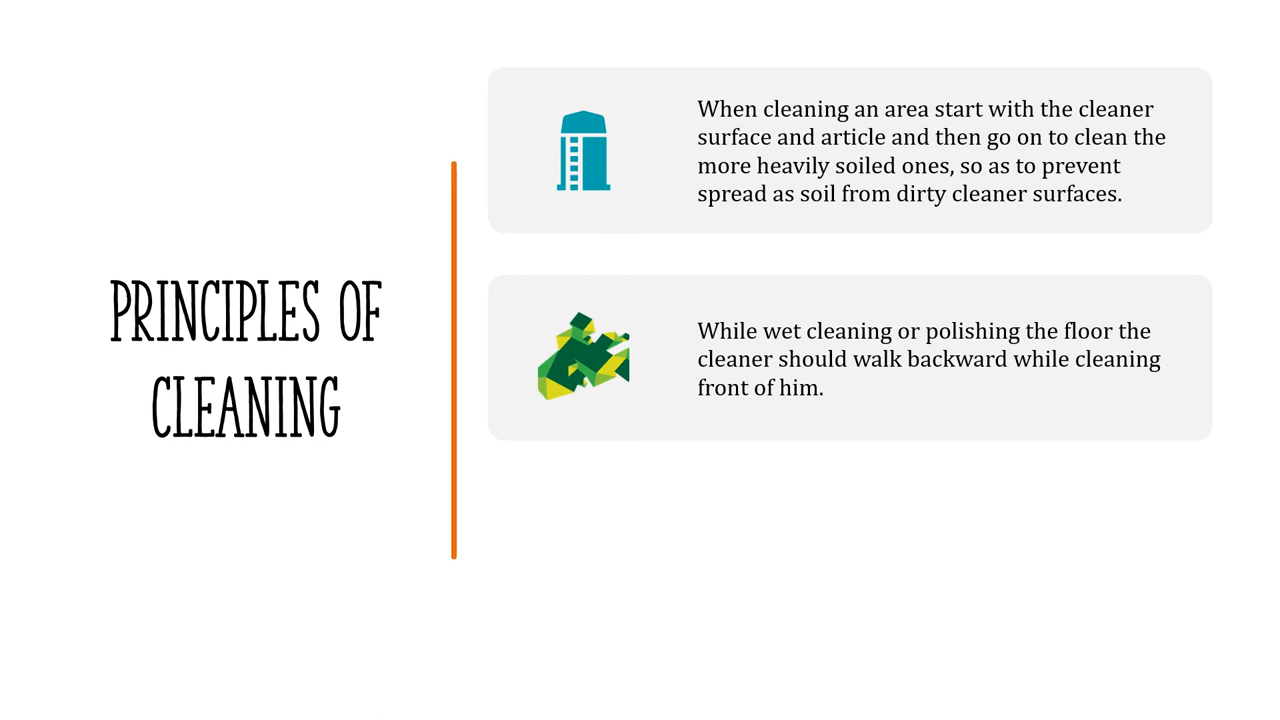 PRINCIPLES OF
CLEANING
When cleaning an area start with the cleaner
surface and article and then go on to clean the
more heavily soiled ones, so as to prevent
spread as soil from dirty cleaner surfaces.
While wet cleaning or polishing the floor the
cleaner should walk backward while cleaning
front of him.